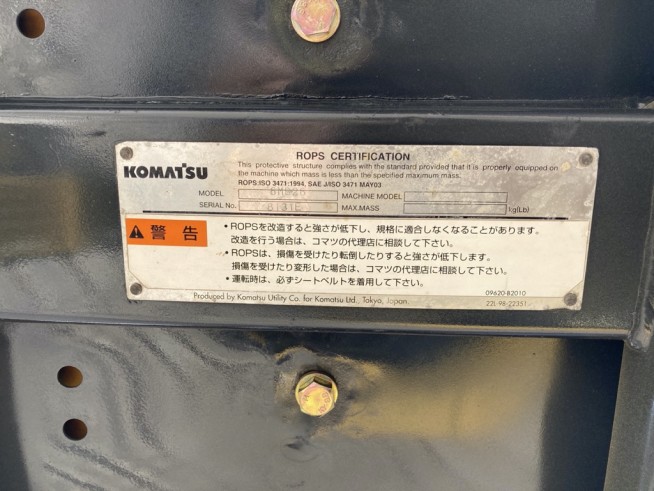 ROPS CERTIFICATION
This protective structure complies with the standard provided that it is properly equipped on
the machine which mass is less than the spebified maximum mass.
ROPS:ISO 3471:1994, SAE J/ISO 3471 MAY03
KOMATSU
MODEL MACHINE MODEL
SERIAL No. MAX.MASS kg(Lb)
警告
・ROPSを改造すると強さが低下し、規格に適合しなくなることがあります。
改造を行う場合は、コマツの代理店に相談して下さい。
・ROPSは、損傷を受けたり転倒したりすると強さが低下します。
損傷を受けたり変形した場合は、コマツの代理店に相談して下さい。
・運転時は、必ずシートベルトを着用して下さい。
09620-B2010
Produced by Komatsu Utility Co. for Komatsu Ltd., Tokyo, Japan. 22L-98-22351